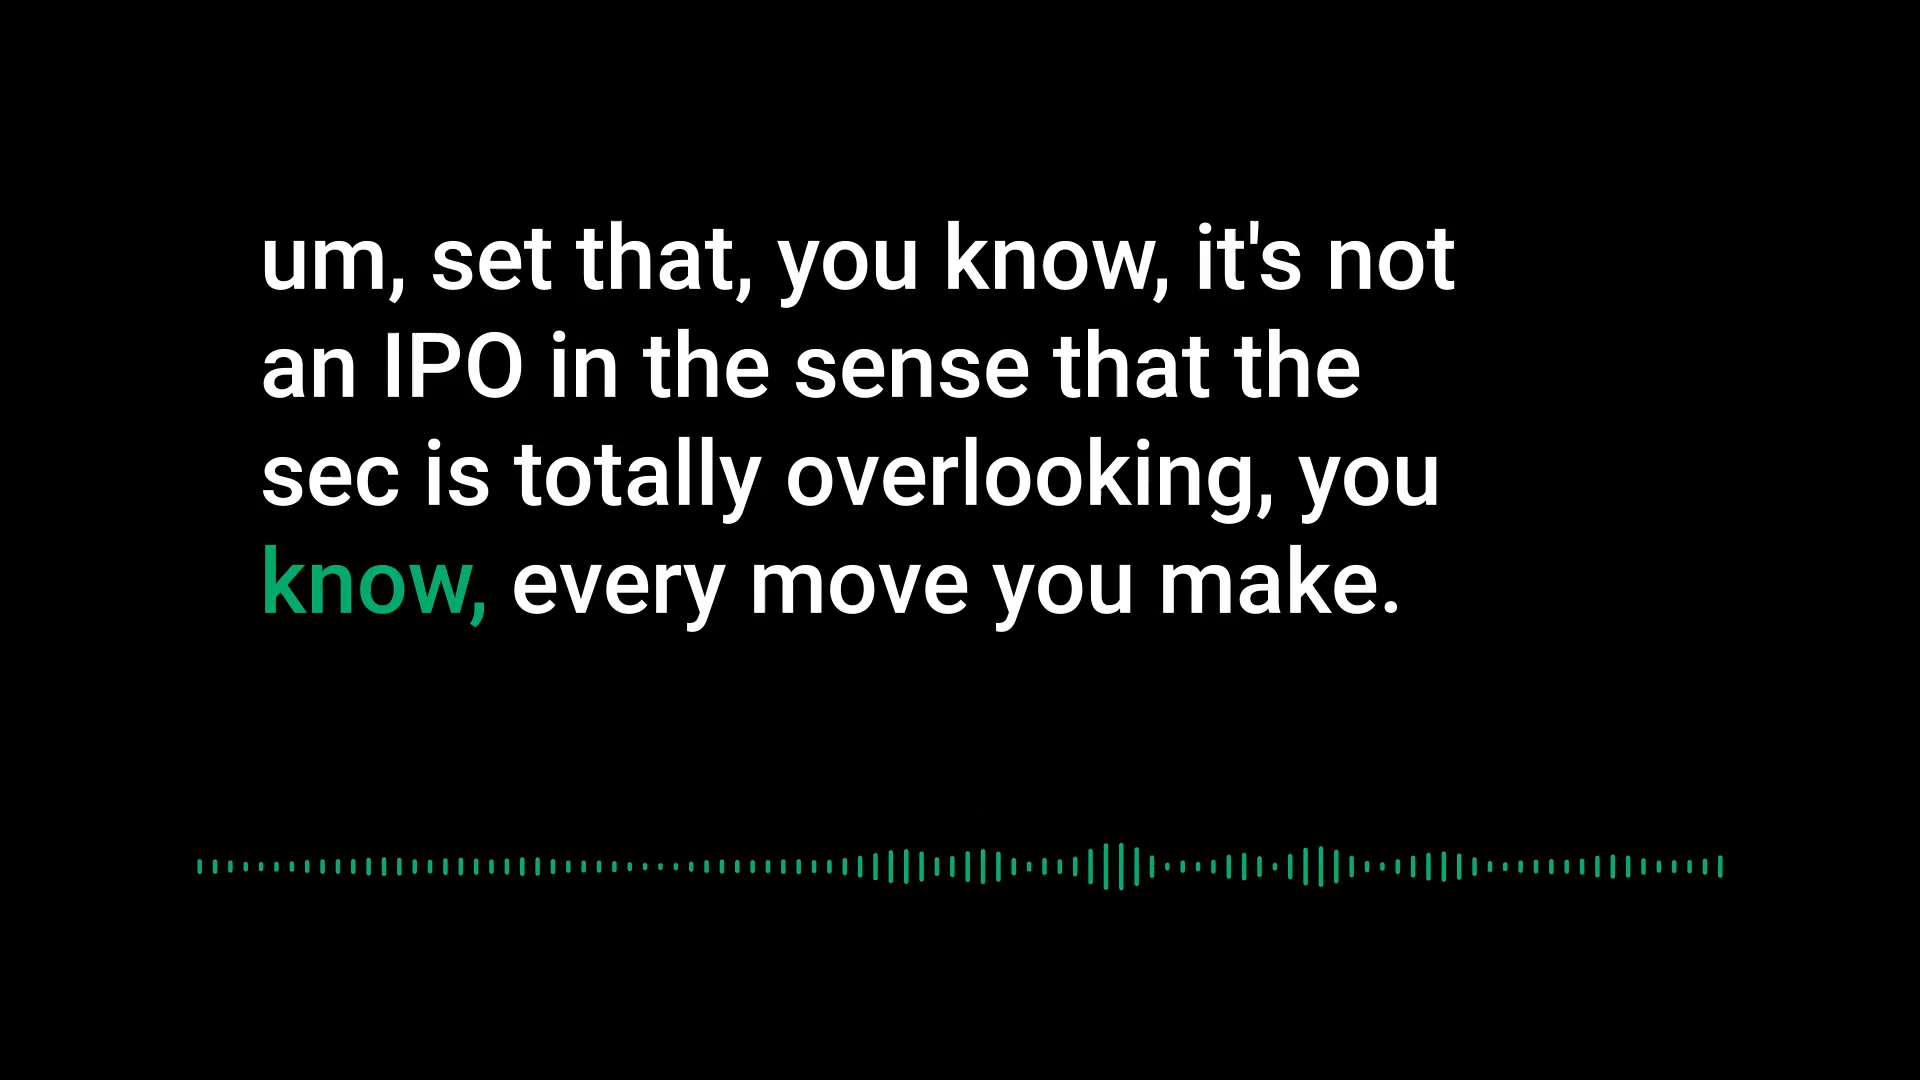 um, set that, you know, it's not
an IPO in the sense that the
sec is totally overlooking, you
know, every move you make.